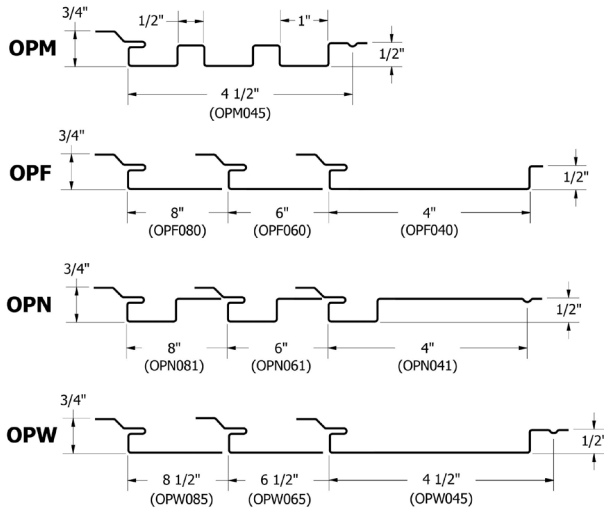 3/4" 1/2" 1"
OPM 1/2"
4 1/2"
(OPM045)
3/4"
OPF 1/2"
8" 6" 4"
(OPF080) (OPF060) (OPF040)
3/4"
OPN 1/2"
8" 6" 4"
(OPN081) (OPN061) (OPN041)
3/4"
OPW 1/2"
8 1/2" 6 1/2" 4 1/2"
(OPW085) (OPW065) (OPW045)